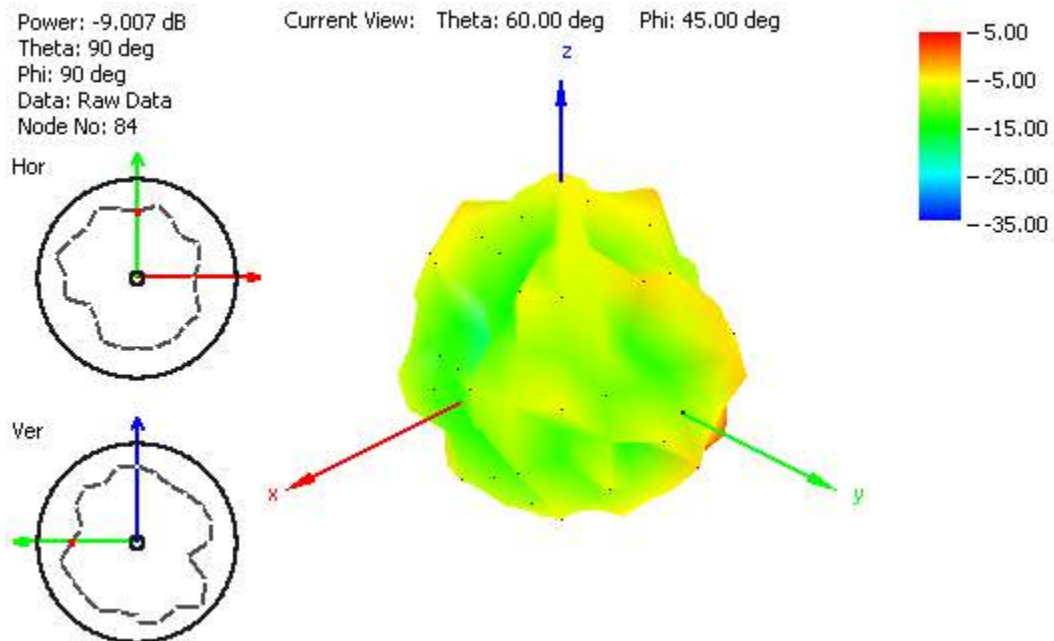 Power: -9.007 dB
Theta: 90 deg
Phi: 90 deg
Data: Raw Data
Node No: 84
Current View: Theta: 60.00 deg Phi: 45.00 deg
z
5.00
-5.00
-15.00
-25.00
-35.00
Hor
Ver
x
y